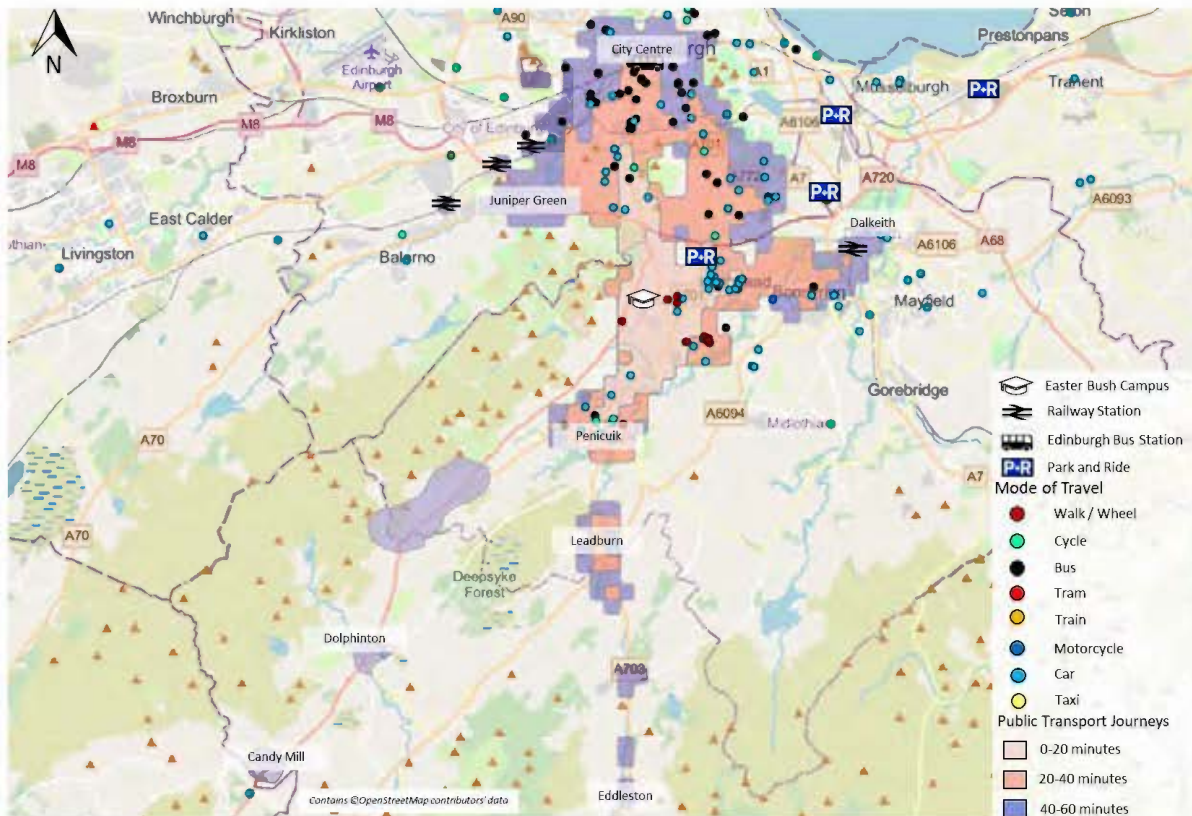 Winchburgh
A90
Seton
Kirkliston
City Centre
Prestonpans
N
Edinburgh
Airport
A1
Tranent
Musselburgh
P+R
Broxburn
M8
M8
M8
M8
City of Edinburgh
A6106
P+R
A7
A720
P+R
A6093
Juniper Green
East Calder
Dalkeith
Livingston
Balerno
A6106
A68
P+R
Mayfield
Gorebridge
A6094
Midlothian
A70
Penicuik
A7
A70
Leadburn
Deepsyke
Forest
Dolphinton
A703
Candy Mill
Eddleston
Contains ©OpenStreetMap contributors' data
Easter Bush Campus
Railway Station
Edinburgh Bus Station
P+R Park and Ride
Mode of Travel
Walk / Wheel
Cycle
Bus
Tram
Train
Motorcycle
Car
Taxi
Public Transport Journeys
0-20 minutes
20-40 minutes
40-60 minutes